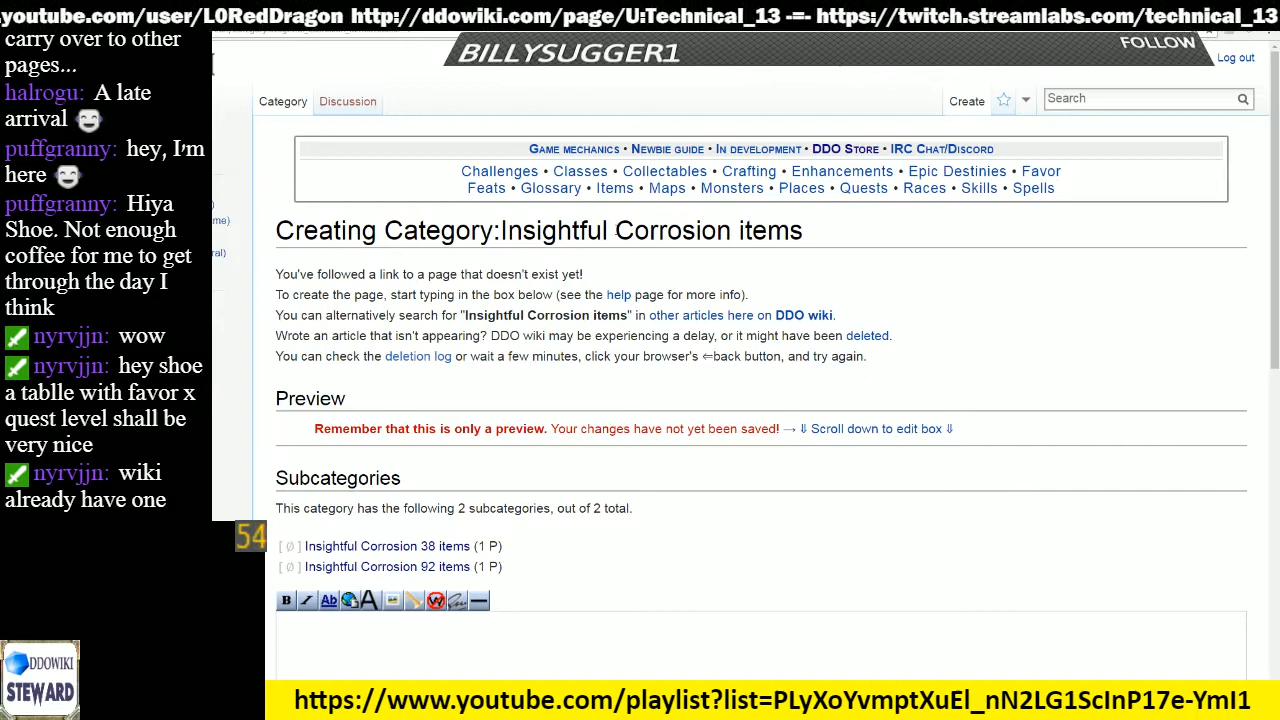 .youtube.com/user/L0RedDragon http://ddowiki.com/page/U:Technical_13 -=- https://twitch.streamlabs.com/technical_13
carry over to other
pages...
halrogu: A late
arrival
puffgranny: hey, I'm
here
puffgranny: Hiya
Shoe. Not enough
coffee for me to get
through the day I
think
nyrvjjn: wow
nyrvjjn: hey shoe
a tablle with favor x
quest level shall be
very nice
nyrvjjn: wiki
already have one
me)
ral)
54
DDOWIKI
STEWARD
BILLYSUGGER1
FOLLOW
Log out
Category Discussion
Create
Search
Game mechanics • Newbie guide • In development • DDO Store • IRC Chat/Discord
Challenges • Classes • Collectables • Crafting • Enhancements • Epic Destinies • Favor
Feats • Glossary • Items • Maps • Monsters • Places • Quests • Races • Skills • Spells
Creating Category:Insightful Corrosion items
You've followed a link to a page that doesn't exist yet!
To create the page, start typing in the box below (see the help page for more info).
You can alternatively search for "Insightful Corrosion items" in other articles here on DDO wiki.
Wrote an article that isn't appearing? DDO wiki may be experiencing a delay, or it might have been deleted.
You can check the deletion log or wait a few minutes, click your browser's ⇐back button, and try again.
Preview
Remember that this is only a preview. Your changes have not yet been saved! → ⇓ Scroll down to edit box ⇓
Subcategories
This category has the following 2 subcategories, out of 2 total.
[ ∅ ] Insightful Corrosion 38 items (1 P)
[ ∅ ] Insightful Corrosion 92 items (1 P)
B I Ab A W
https://www.youtube.com/playlist?list=PLyXoYvmptXuEl_nN2LG1ScInP17e-YmI1